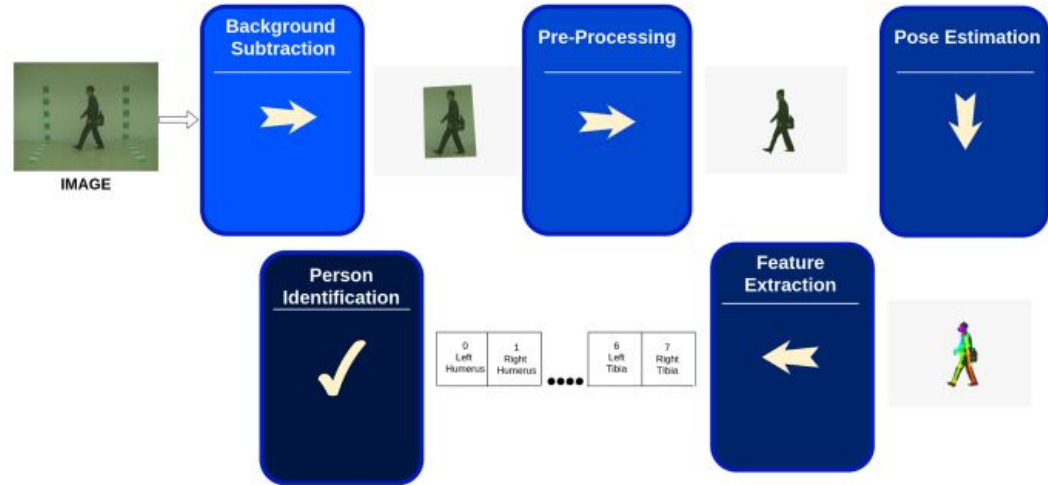 Background
Subtraction
Pre-Processing
Pose Estimation
IMAGE
Person
Identification
0
Left
Humerus
1
Right
Humerus
6
Left
Tibia
7
Right
Tibia
Feature
Extraction